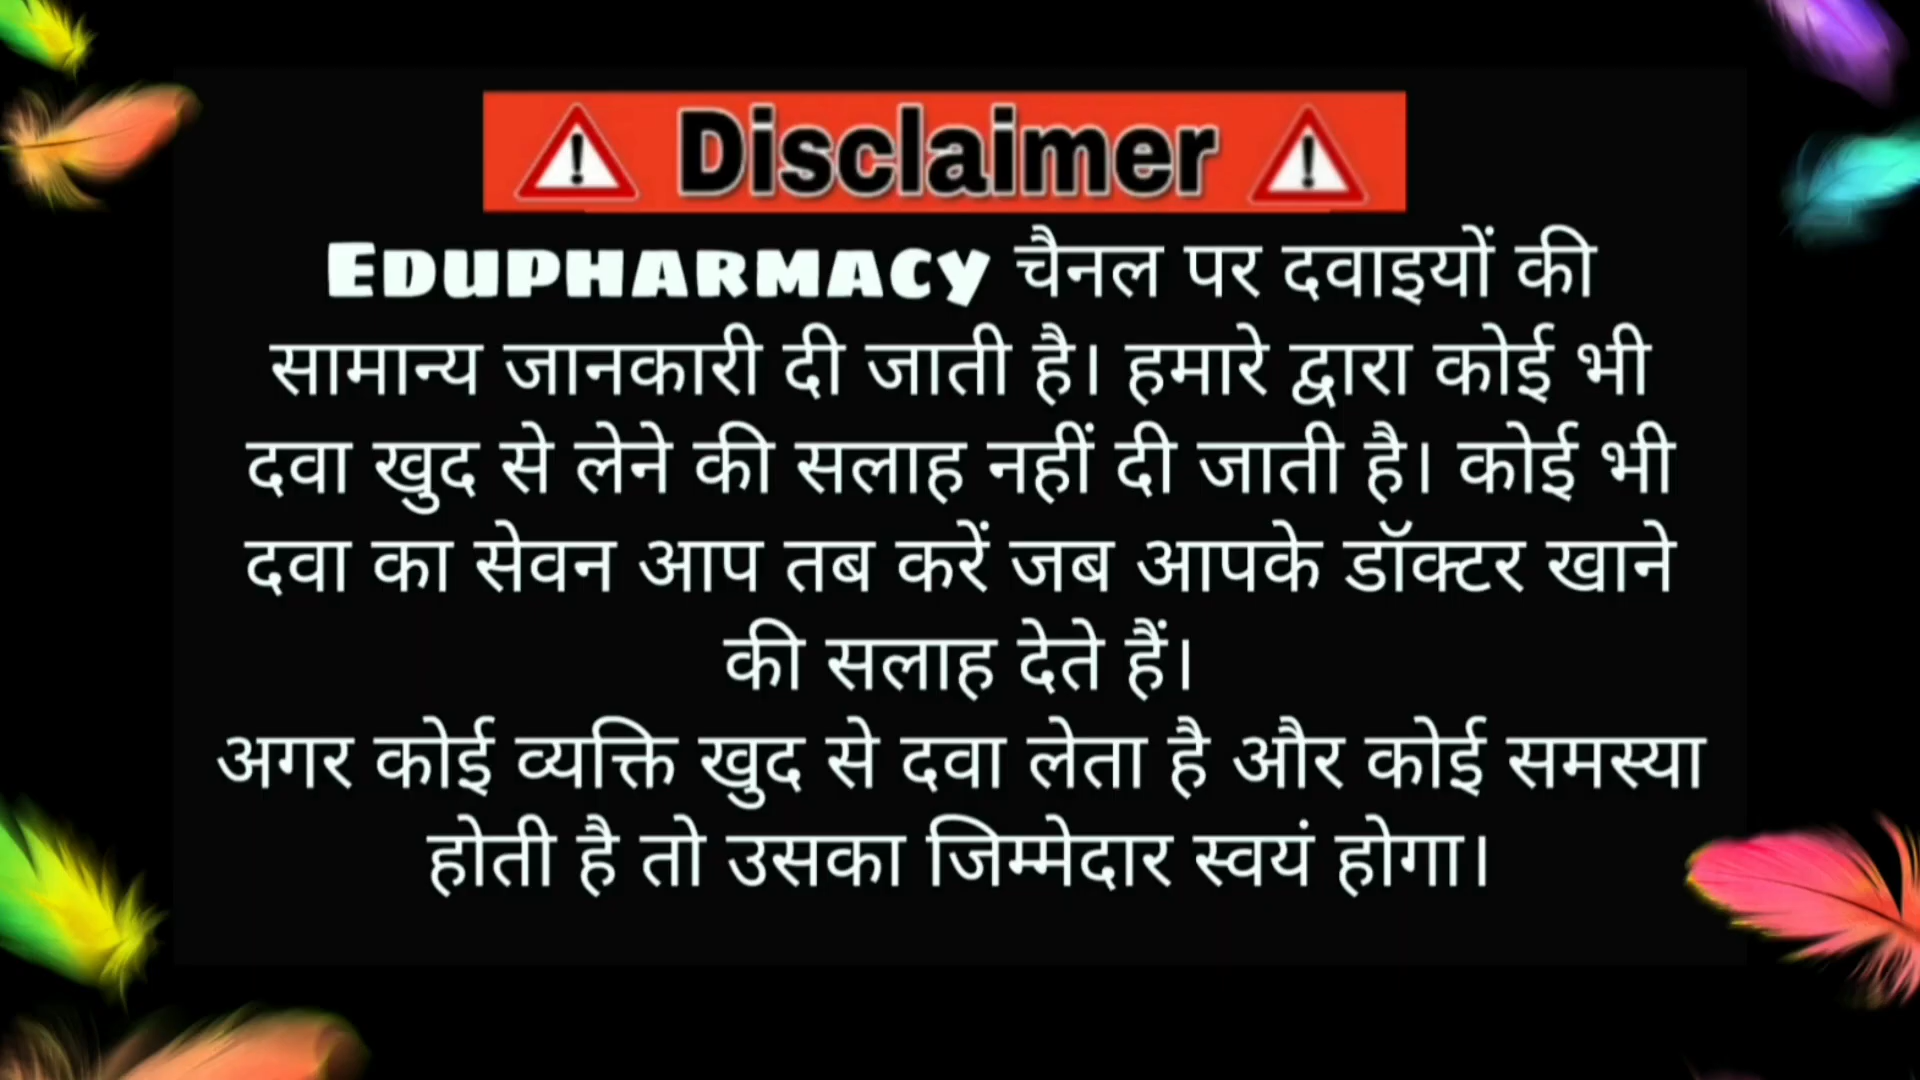 Disclaimer
Edupharmacy चैनल पर दवाइयों की
सामान्य जानकारी दी जाती है। हमारे द्वारा कोई भी
दवा खुद से लेने की सलाह नहीं दी जाती है। कोई भी
दवा का सेवन आप तब करें जब आपके डॉक्टर खाने
की सलाह देते हैं।
अगर कोई व्यक्ति खुद से दवा लेता है और कोई समस्या
होती है तो उसका जिम्मेदार स्वयं होगा।